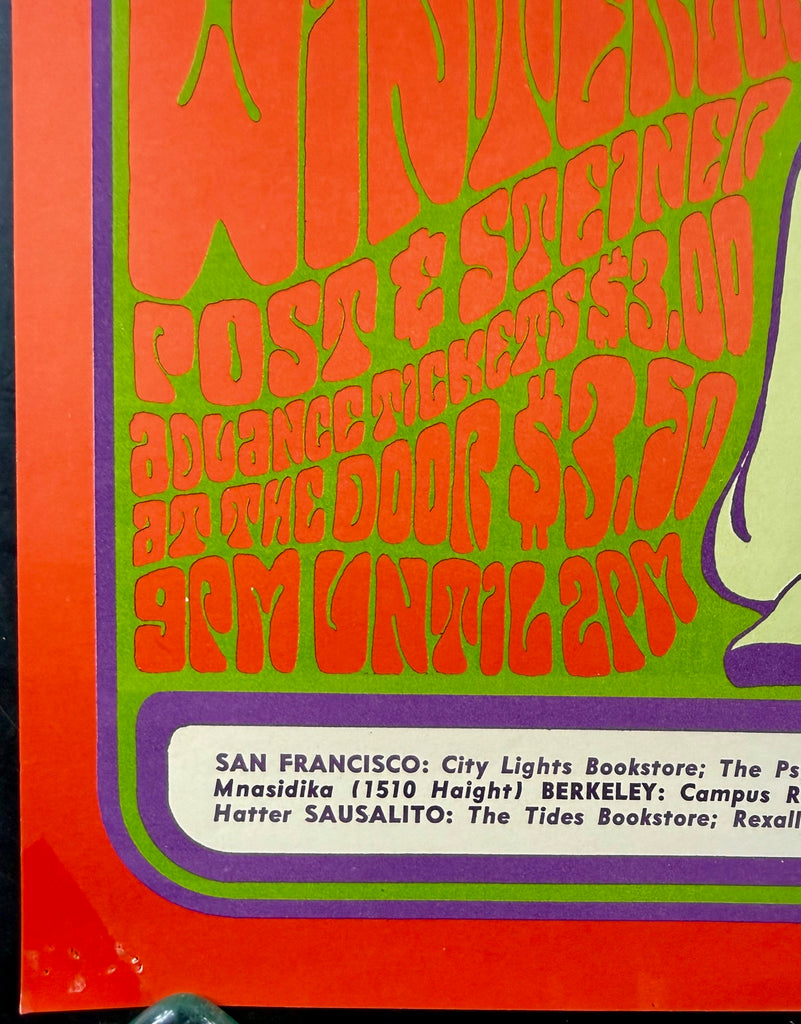 WINTERLAN
POST & STEINER
ADVANCE TICKETS $3.00
AT THE DOOR $3.50
9PM UNTIL 2PM
SAN FRANCISCO: City Lights Bookstore; The Ps
Mnasidika (1510 Haight) BERKELEY: Campus R
Hatter SAUSALITO: The Tides Bookstore; Rexall